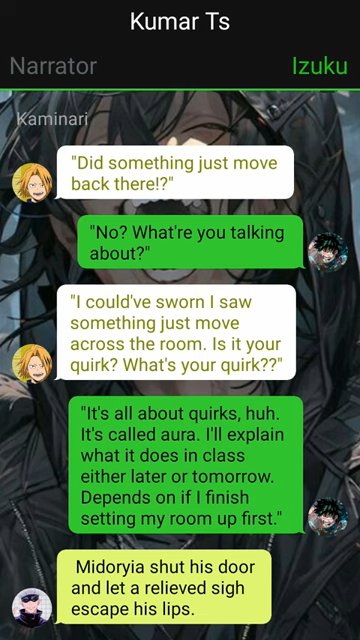 Kumar Ts
Narrator
Izuku
Kaminari
"Did something just move
back there!?"
"No? What're you talking
about?"
"I could've sworn I saw
something just move
across the room. Is it your
quirk? What's your quirk??"
"It's all about quirks, huh.
It's called aura. I'll explain
what it does in class
either later or tomorrow.
Depends on if I finish
setting my room up first."
Midoryia shut his door
and let a relieved sigh
escape his lips.